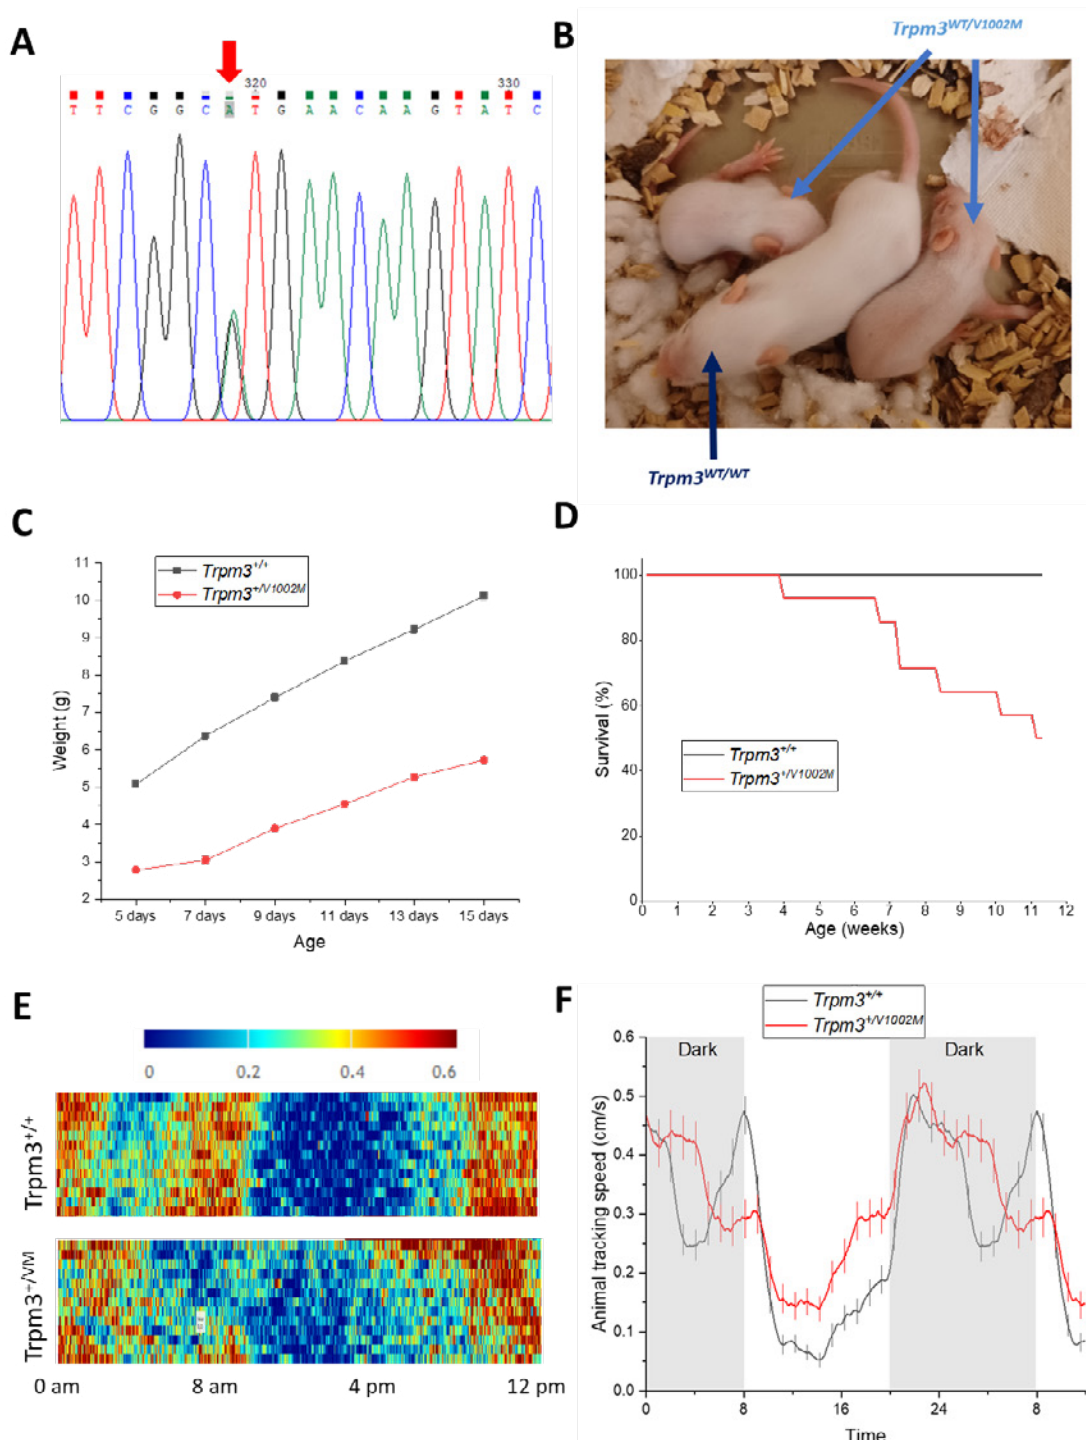 A
320
330
T T C G G C A T G A A C A A G T A T C
B
Trpm3WT/V1002M
Trpm3WT/WT
C
Trpm3+/+
Trpm3+/V1002M
11
10
9
8
7
6
5
4
3
2
Weight (g)
5 days 7 days 9 days 11 days 13 days 15 days
Age
D
100
80
60
40
20
0
Survival (%)
Trpm3+/+
Trpm3+/V1002M
0 1 2 3 4 5 6 7 8 9 10 11 12
Age (weeks)
E
0 0.2 0.4 0.6
Trpm3+/+
Trpm3+/VM
0 am 8 am 4 pm 12 pm
F
Trpm3+/+
Trpm3+/V1002M
Dark Dark
0.6
0.5
0.4
0.3
0.2
0.1
0.0
Animal tracking speed (cm/s)
0 8 16 24 8
Time